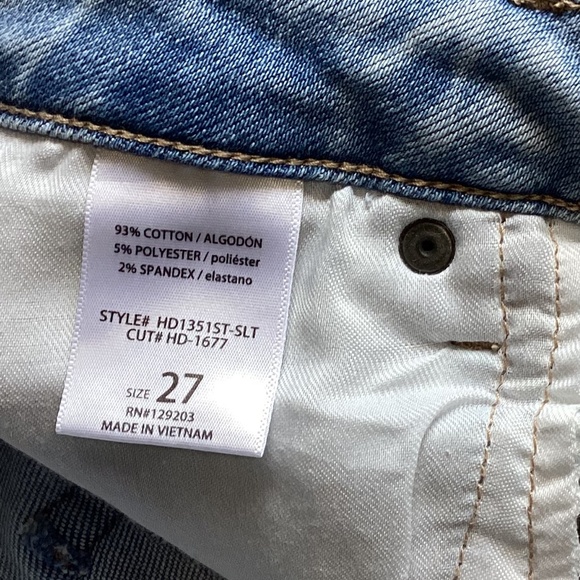 93% COTTON / ALGODÓN
5% POLYESTER / poliéster
2% SPANDEX / elastano
STYLE# HD1351ST-SLT
CUT# HD-1677
SIZE 27
RN#129203
MADE IN VIETNAM